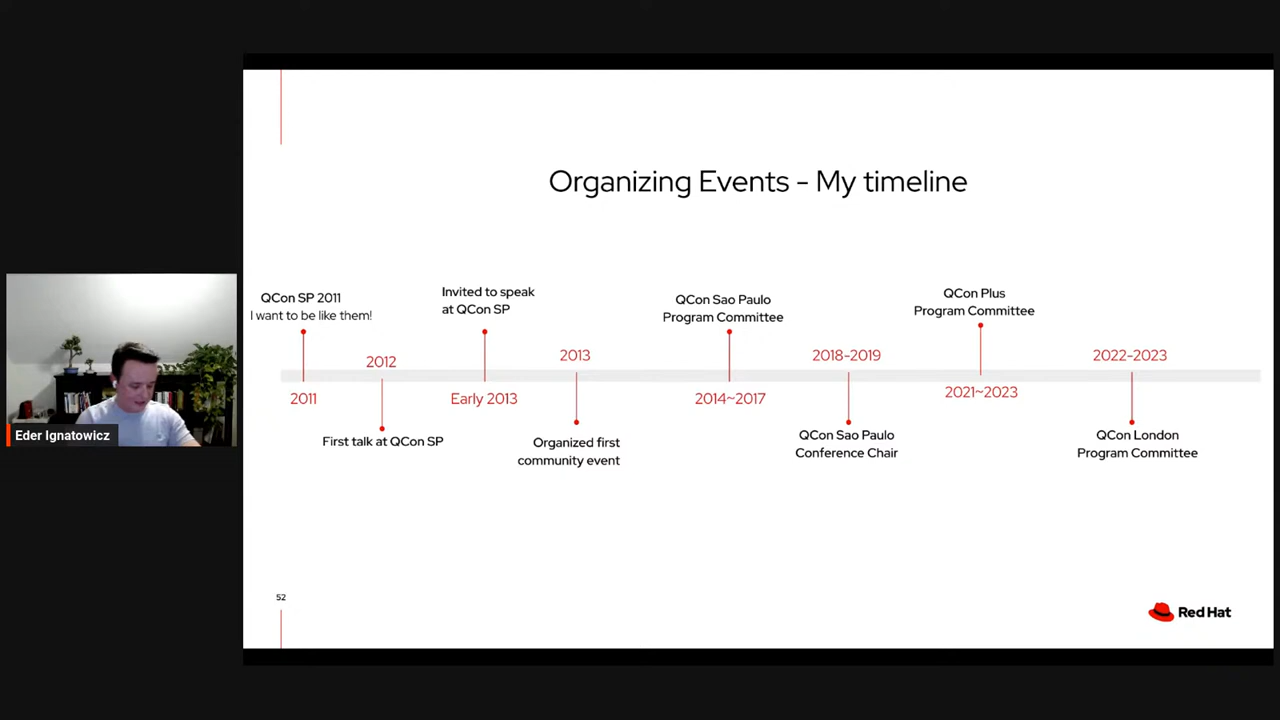 Organizing Events - My timeline
QCon SP 2011
I want to be like them!
2011
2012
First talk at QCon SP
Invited to speak
at QCon SP
Early 2013
2013
Organized first
community event
QCon Sao Paulo
Program Committee
2014~2017
2018-2019
QCon Sao Paulo
Conference Chair
QCon Plus
Program Committee
2021~2023
2022-2023
QCon London
Program Committee
Eder Ignatowicz
52
Red Hat